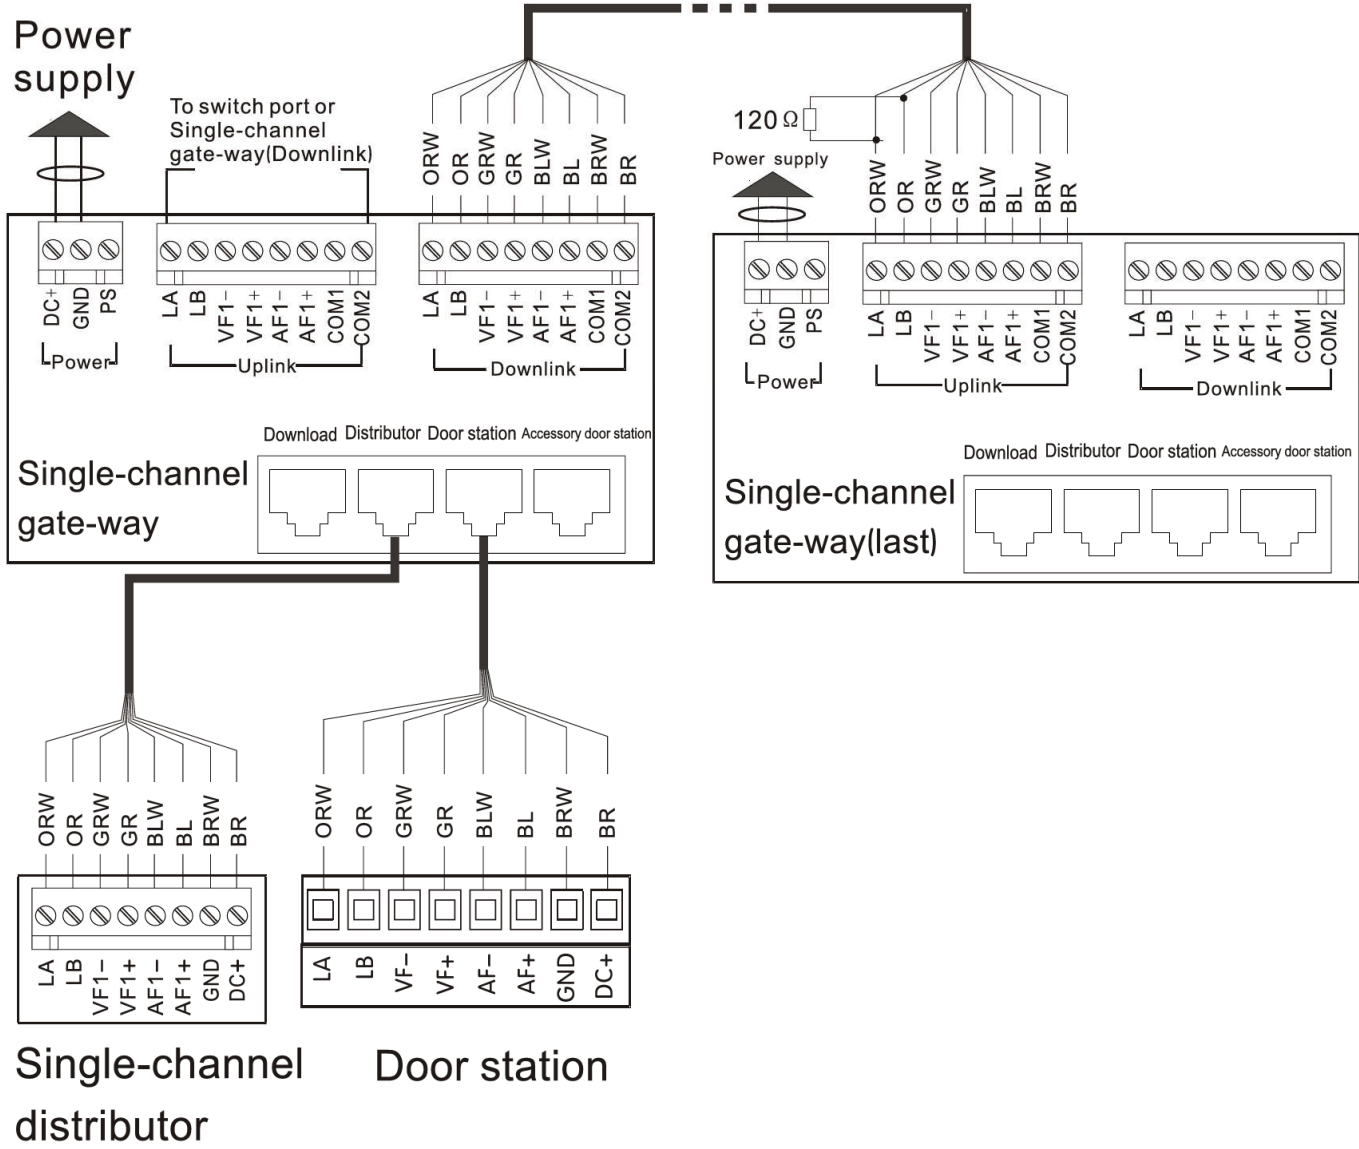 Power
supply
To switch port or
Single-channel
gate-way(Downlink)
ORW OR GRW GR BLW BL BRW BR
DC+ GND PS
Power
LA LB VF1- VF1+ AF1- AF1+ COM1 COM2
Uplink
LA LB VF1- VF1+ AF1- AF1+ COM1 COM2
Downlink
Download Distributor Door station Accessory door station
Single-channel
gate-way
120 Ω
Power supply
ORW OR GRW GR BLW BL BRW BR
DC+ GND PS
Power
LA LB VF1- VF1+ AF1- AF1+ COM1 COM2
Uplink
LA LB VF1- VF1+ AF1- AF1+ COM1 COM2
Downlink
Download Distributor Door station Accessory door station
Single-channel
gate-way(last)
ORW OR GRW GR BLW BL BRW BR
LA LB VF1- VF1+ AF1- AF1+ GND DC+
Single-channel
distributor
ORW OR GRW GR BLW BL BRW BR
LA LB VF- VF+ AF- AF+ GND DC+
Door station